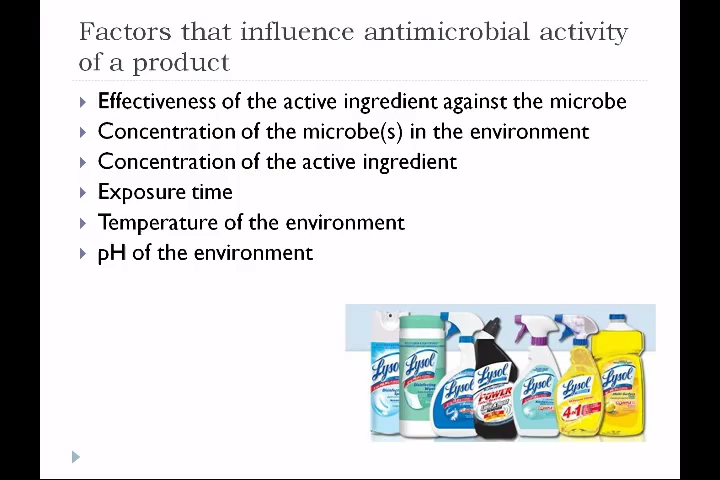 Factors that influence antimicrobial activity
of a product
Effectiveness of the active ingredient against the microbe
Concentration of the microbe(s) in the environment
Concentration of the active ingredient
Exposure time
Temperature of the environment
pH of the environment
Lysol
Lysol
Lysol
Lysol
POWER
Lysol
Lysol
4in1
Lysol